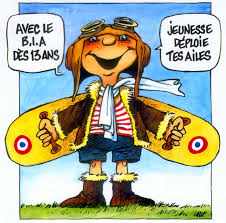 AVEC LE
B.I.A
DÈS 13 ANS
JEUNESSE
DÉPLOIE
TES AILES